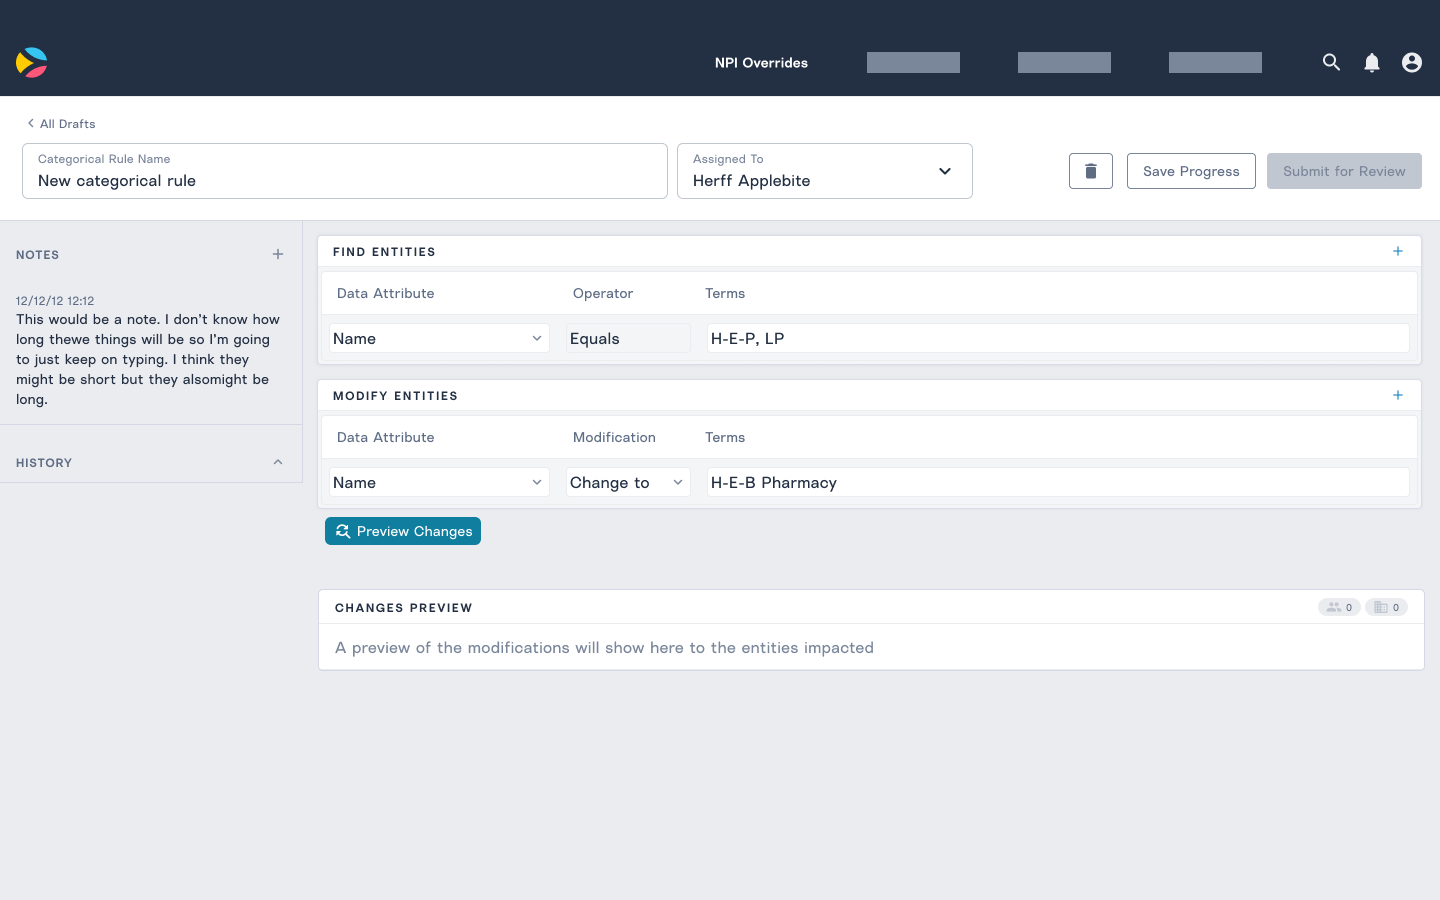 NPI Overrides
All Drafts
Categorical Rule Name
New categorical rule
Assigned To
Herff Applebite
Save Progress
Submit for Review
NOTES
12/12/12 12:12
This would be a note. I don't know how
long thewe things will be so I'm going
to just keep on typing. I think they
might be short but they alsomight be
long.
HISTORY
FIND ENTITIES
Data Attribute Operator Terms
Name Equals H-E-P, LP
MODIFY ENTITIES
Data Attribute Modification Terms
Name Change to H-E-B Pharmacy
Preview Changes
CHANGES PREVIEW 0 0
A preview of the modifications will show here to the entities impacted